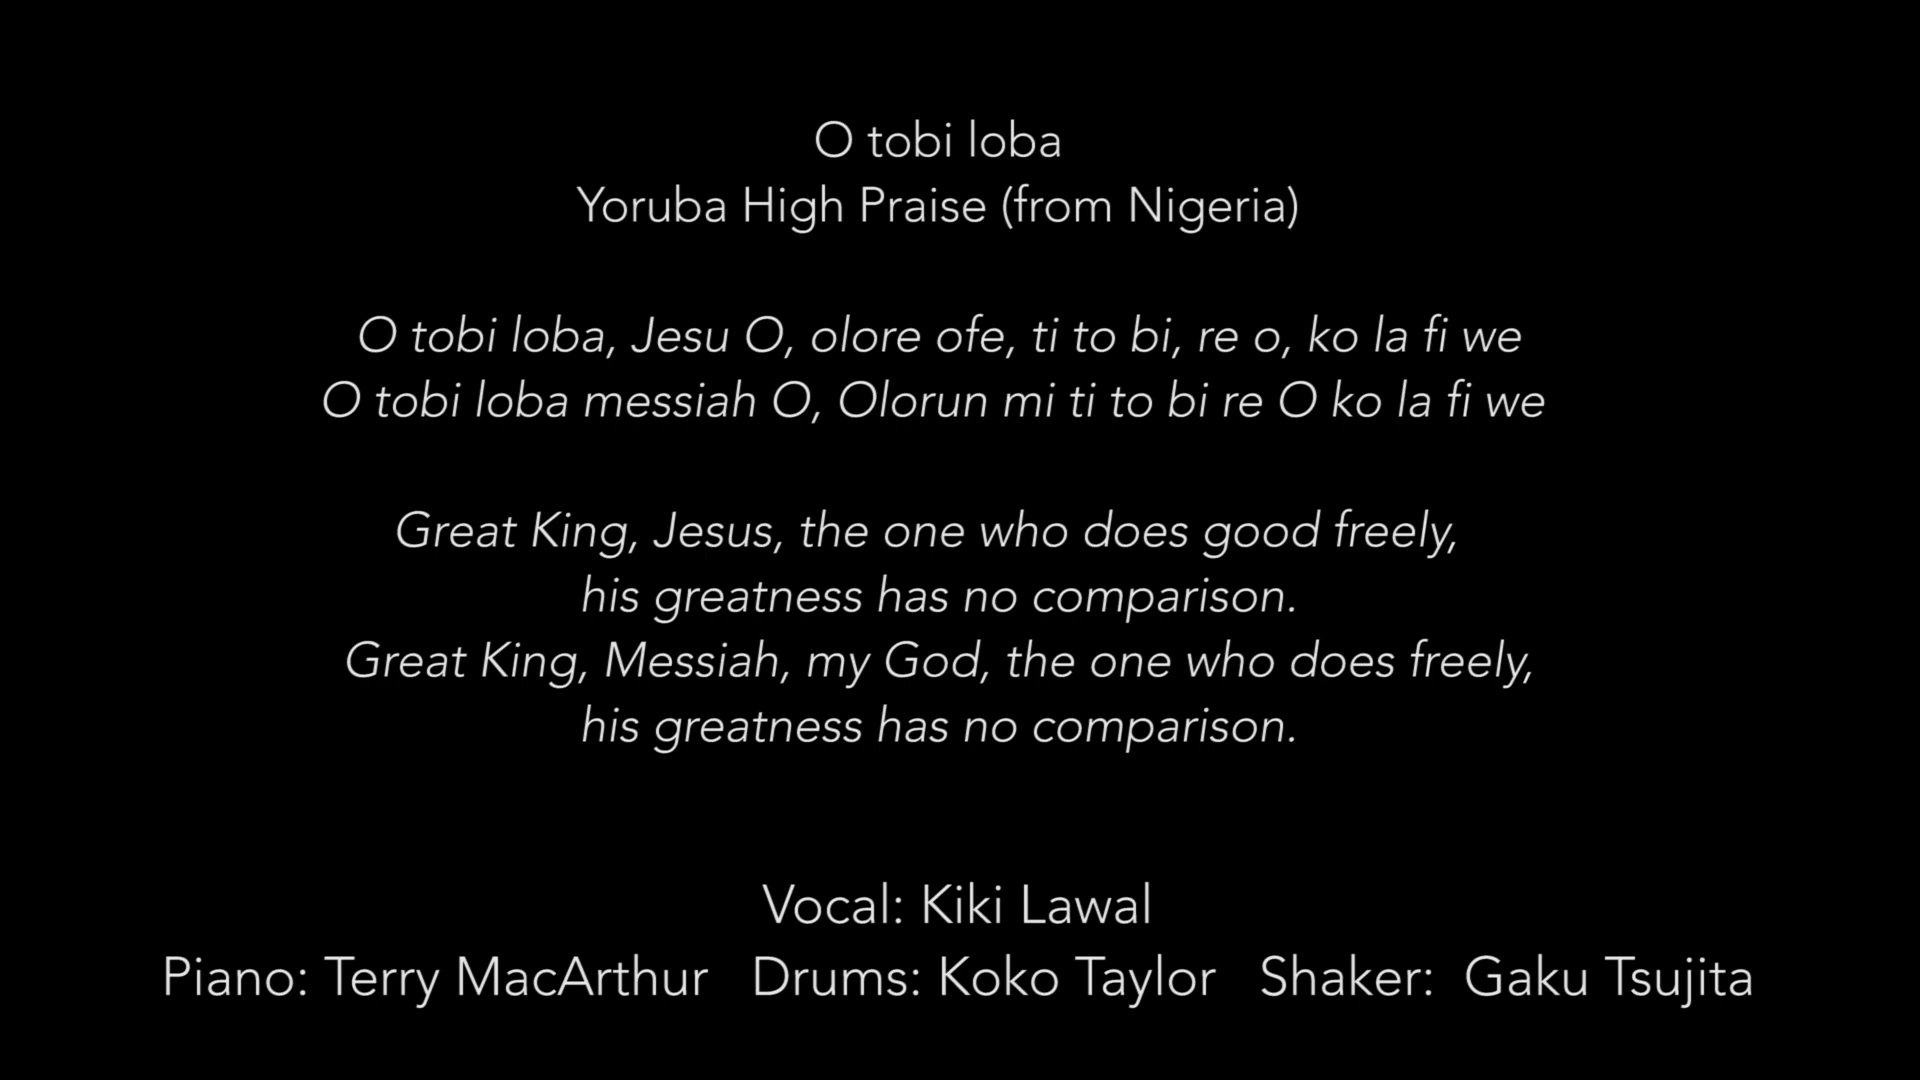 O tobi loba
Yoruba High Praise (from Nigeria)
O tobi loba, Jesu O, olore ofe, ti to bi, re o, ko la fi we
O tobi loba messiah O, Olorun mi ti to bi re O ko la fi we
Great King, Jesus, the one who does good freely,
his greatness has no comparison.
Great King, Messiah, my God, the one who does freely,
his greatness has no comparison.
Vocal: Kiki Lawal
Piano: Terry MacArthur   Drums: Koko Taylor   Shaker:  Gaku Tsujita